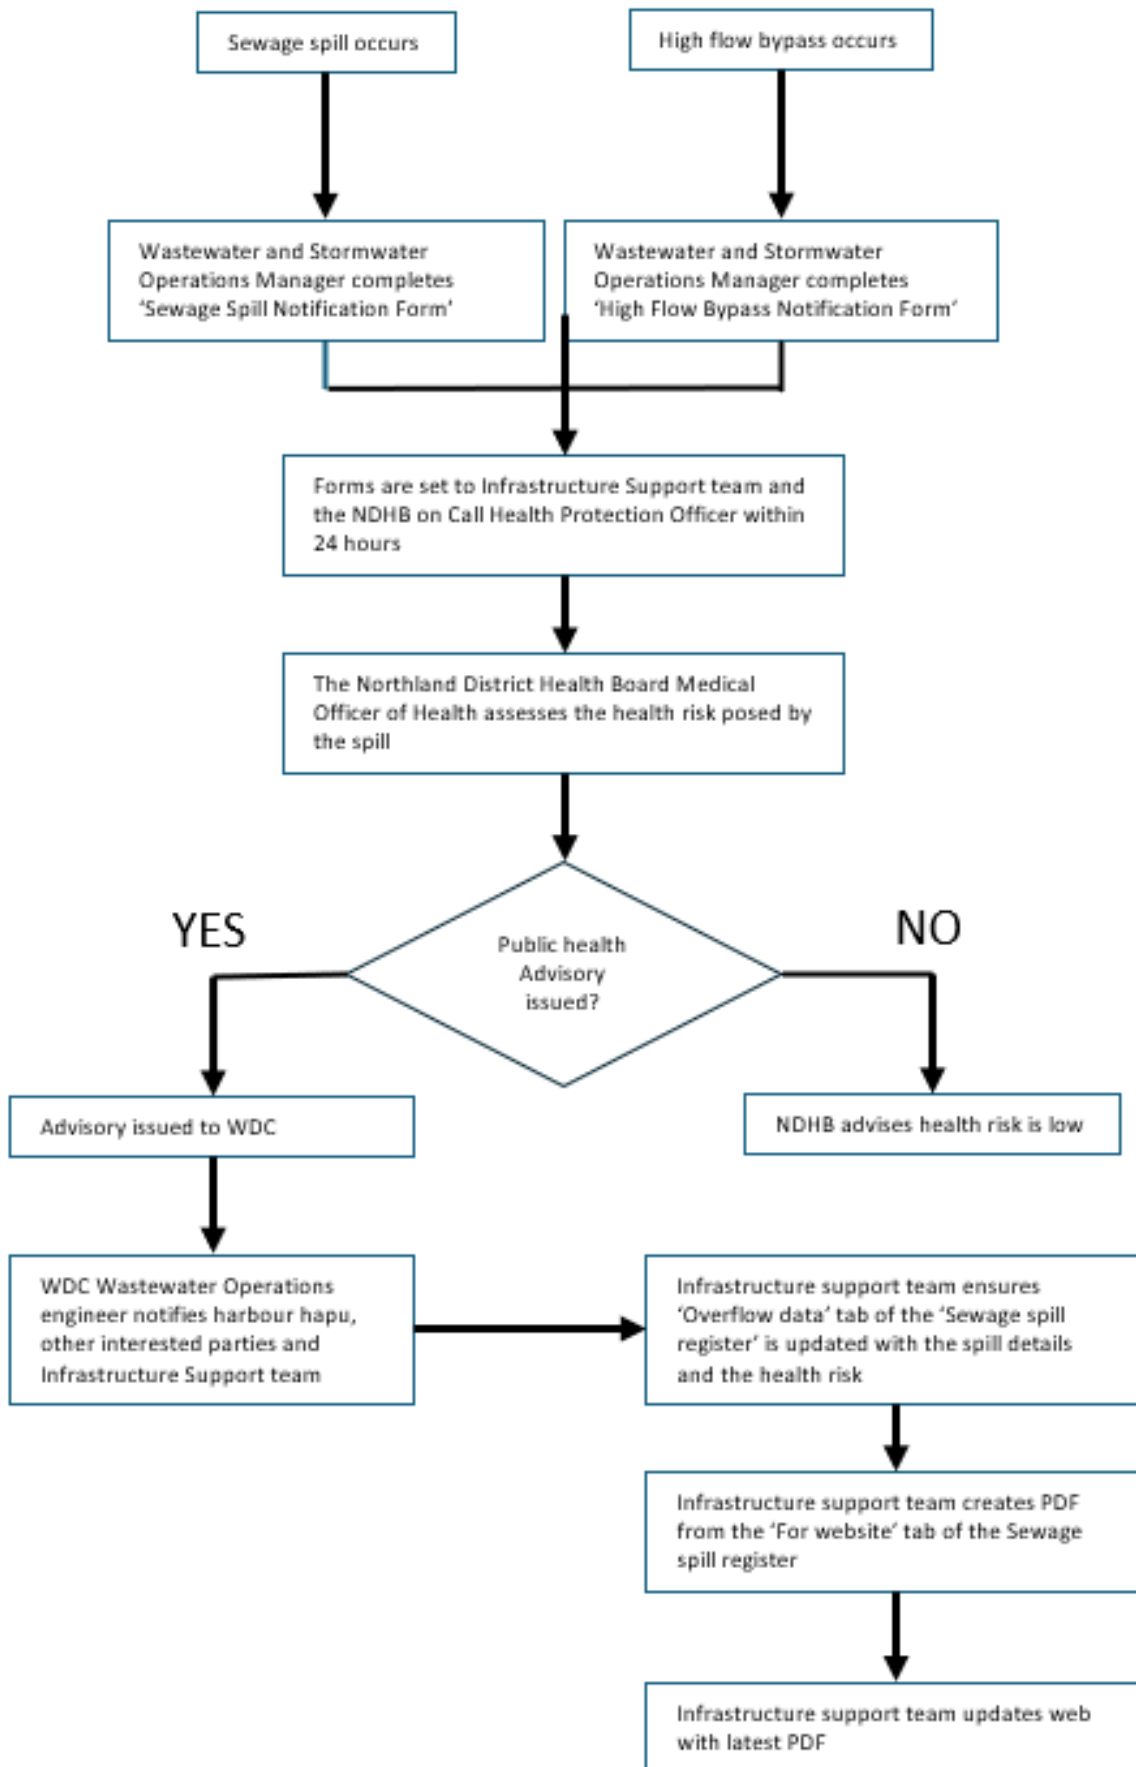 Sewage spill occurs
High flow bypass occurs
Wastewater and Stormwater
Operations Manager completes
‘Sewage Spill Notification Form’
Wastewater and Stormwater
Operations Manager completes
‘High Flow Bypass Notification Form’
Forms are set to Infrastructure Support team and
the NDHB on Call Health Protection Officer within
24 hours
The Northland District Health Board Medical
Officer of Health assesses the health risk posed by
the spill
YES
NO
Public health
Advisory
issued?
Advisory issued to WDC
NDHB advises health risk is low
WDC Wastewater Operations
engineer notifies harbour hapu,
other interested parties and
Infrastructure Support team
Infrastructure support team ensures
‘Overflow data’ tab of the ‘Sewage spill
register’ is updated with the spill details
and the health risk
Infrastructure support team creates PDF
from the ‘For website’ tab of the Sewage
spill register
Infrastructure support team updates web
with latest PDF